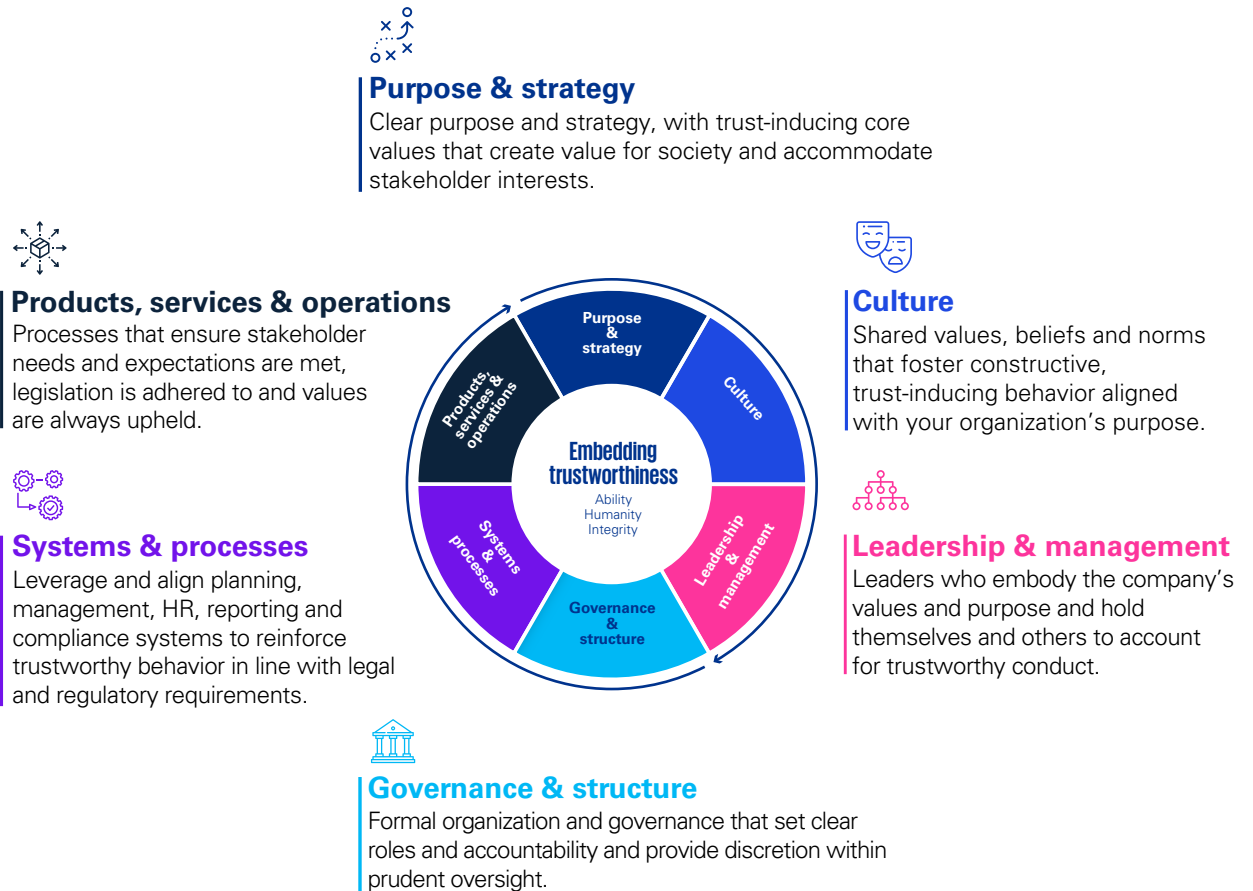 Purpose & strategy
Clear purpose and strategy, with trust-inducing core
values that create value for society and accommodate
stakeholder interests.
Products, services & operations
Processes that ensure stakeholder
needs and expectations are met,
legislation is adhered to and values
are always upheld.
Culture
Shared values, beliefs and norms
that foster constructive,
trust-inducing behavior aligned
with your organization's purpose.
Systems & processes
Leverage and align planning,
management, HR, reporting and
compliance systems to reinforce
trustworthy behavior in line with legal
and regulatory requirements.
Leadership & management
Leaders who embody the company's
values and purpose and hold
themselves and others to account
for trustworthy conduct.
Governance & structure
Formal organization and governance that set clear
roles and accountability and provide discretion within
prudent oversight.
Purpose
&
strategy
Culture
Leadership
&
management
Governance
&
structure
Systems
&
processes
Products,
services &
operations
Embedding
trustworthiness
Ability
Humanity
Integrity